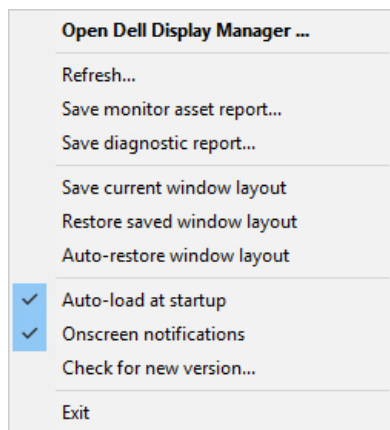 Open Dell Display Manager ...
Refresh...
Save monitor asset report...
Save diagnostic report...
Save current window layout
Restore saved window layout
Auto-restore window layout
Auto-load at startup
Onscreen notifications
Check for new version...
Exit